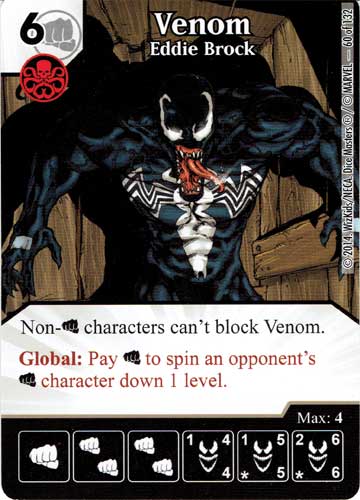 6
Venom
Eddie Brock
© 2014. WizKids/NECA. Dice Masters ©/© MARVEL — 60 of 132
Non- characters can't block Venom.
Global: Pay to spin an opponent's
character down 1 level.
Max: 4
1 4 4
1 * 5 5
2 * 6 6